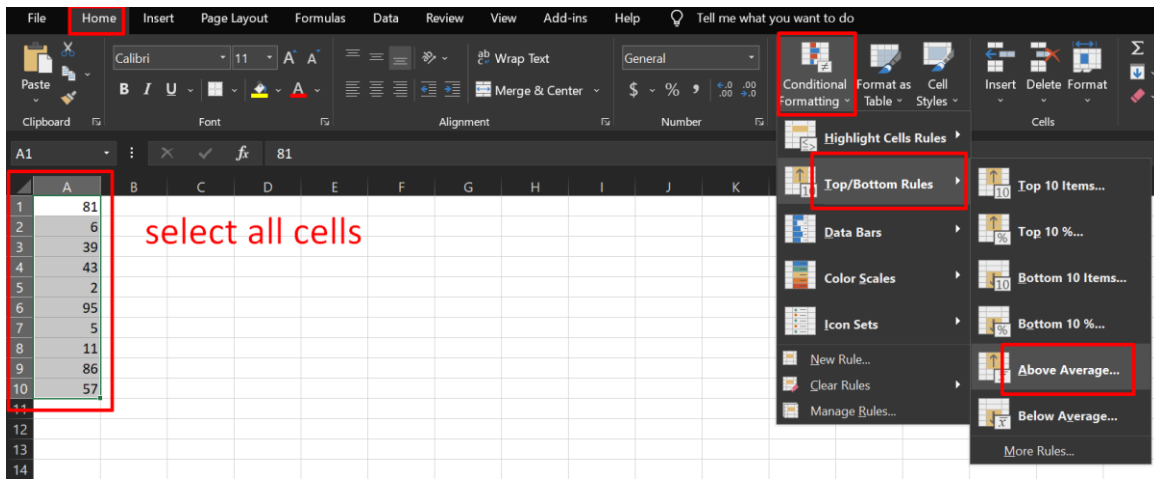 File Home Insert Page Layout Formulas Data Review View Add-ins Help Tell me what you want to do
Paste
Clipboard
Calibri 11 A A
B I U A
Font
ab Wrap Text
Merge & Center
Alignment
General
$ % 9 .00 .0
Number
Conditional Formatting
Format as Table
Cell Styles
Insert Delete Format
Cells
Σ
A1 fx 81
A B C D E F G H I J K
1 81
2 6
3 39
4 43
5 2
6 95
7 5
8 11
9 86
10 57
11
12
13
14
select all cells
Highlight Cells Rules
Top/Bottom Rules
Data Bars
Color Scales
Icon Sets
New Rule...
Clear Rules
Manage Rules...
Top 10 Items...
Top 10 %...
Bottom 10 Items...
Bottom 10 %...
Above Average...
Below Average...
More Rules...